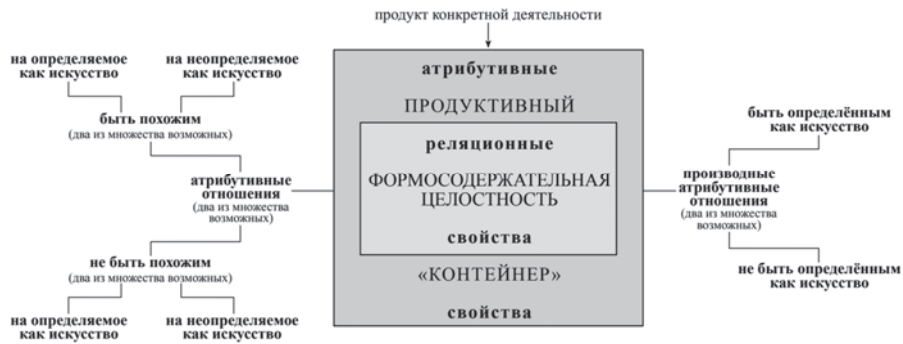 продукт конкретной деятельности
на определяемое
как искусство
на неопределяемое
как искусство
быть похожим
(два из множества возможных)
атрибутивные
отношения
(два из множества
возможных)
не быть похожим
(два из множества возможных)
на определяемое
как искусство
на неопределяемое
как искусство
атрибутивные
ПРОДУКТИВНЫЙ
реляционные
ФОРМОСОДЕРЖАТЕЛЬНАЯ
ЦЕЛОСТНОСТЬ
свойства
«КОНТЕЙНЕР»
свойства
быть определённым
как искусство
производные
атрибутивные
отношения
(два из множества
возможных)
не быть определённым
как искусство